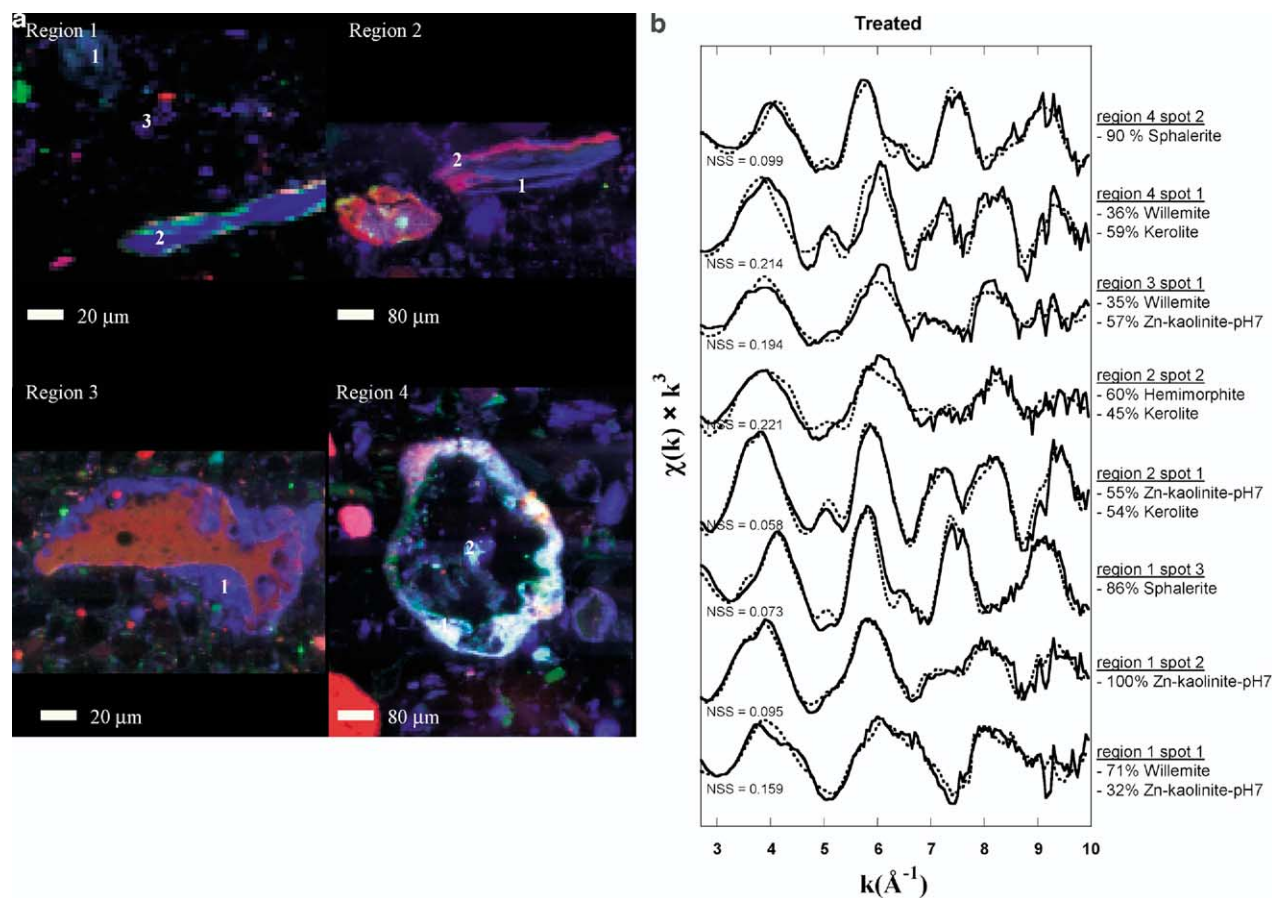 a
Region 1
1
3
2
20 µm
Region 2
2
1
80 µm
Region 3
1
20 µm
Region 4
2
1
80 µm
b
Treated
χ(k) × k³
NSS = 0.099
NSS = 0.214
NSS = 0.194
NSS = 0.221
NSS = 0.058
NSS = 0.073
NSS = 0.095
NSS = 0.159
region 4 spot 2
- 90 % Sphalerite
region 4 spot 1
- 36% Willemite
- 59% Kerolite
region 3 spot 1
- 35% Willemite
- 57% Zn-kaolinite-pH7
region 2 spot 2
- 60% Hemimorphite
- 45% Kerolite
region 2 spot 1
- 55% Zn-kaolinite-pH7
- 54% Kerolite
region 1 spot 3
- 86% Sphalerite
region 1 spot 2
- 100% Zn-kaolinite-pH7
region 1 spot 1
- 71% Willemite
- 32% Zn-kaolinite-pH7
3 4 5 6 7 8 9 10
k(Å⁻¹)